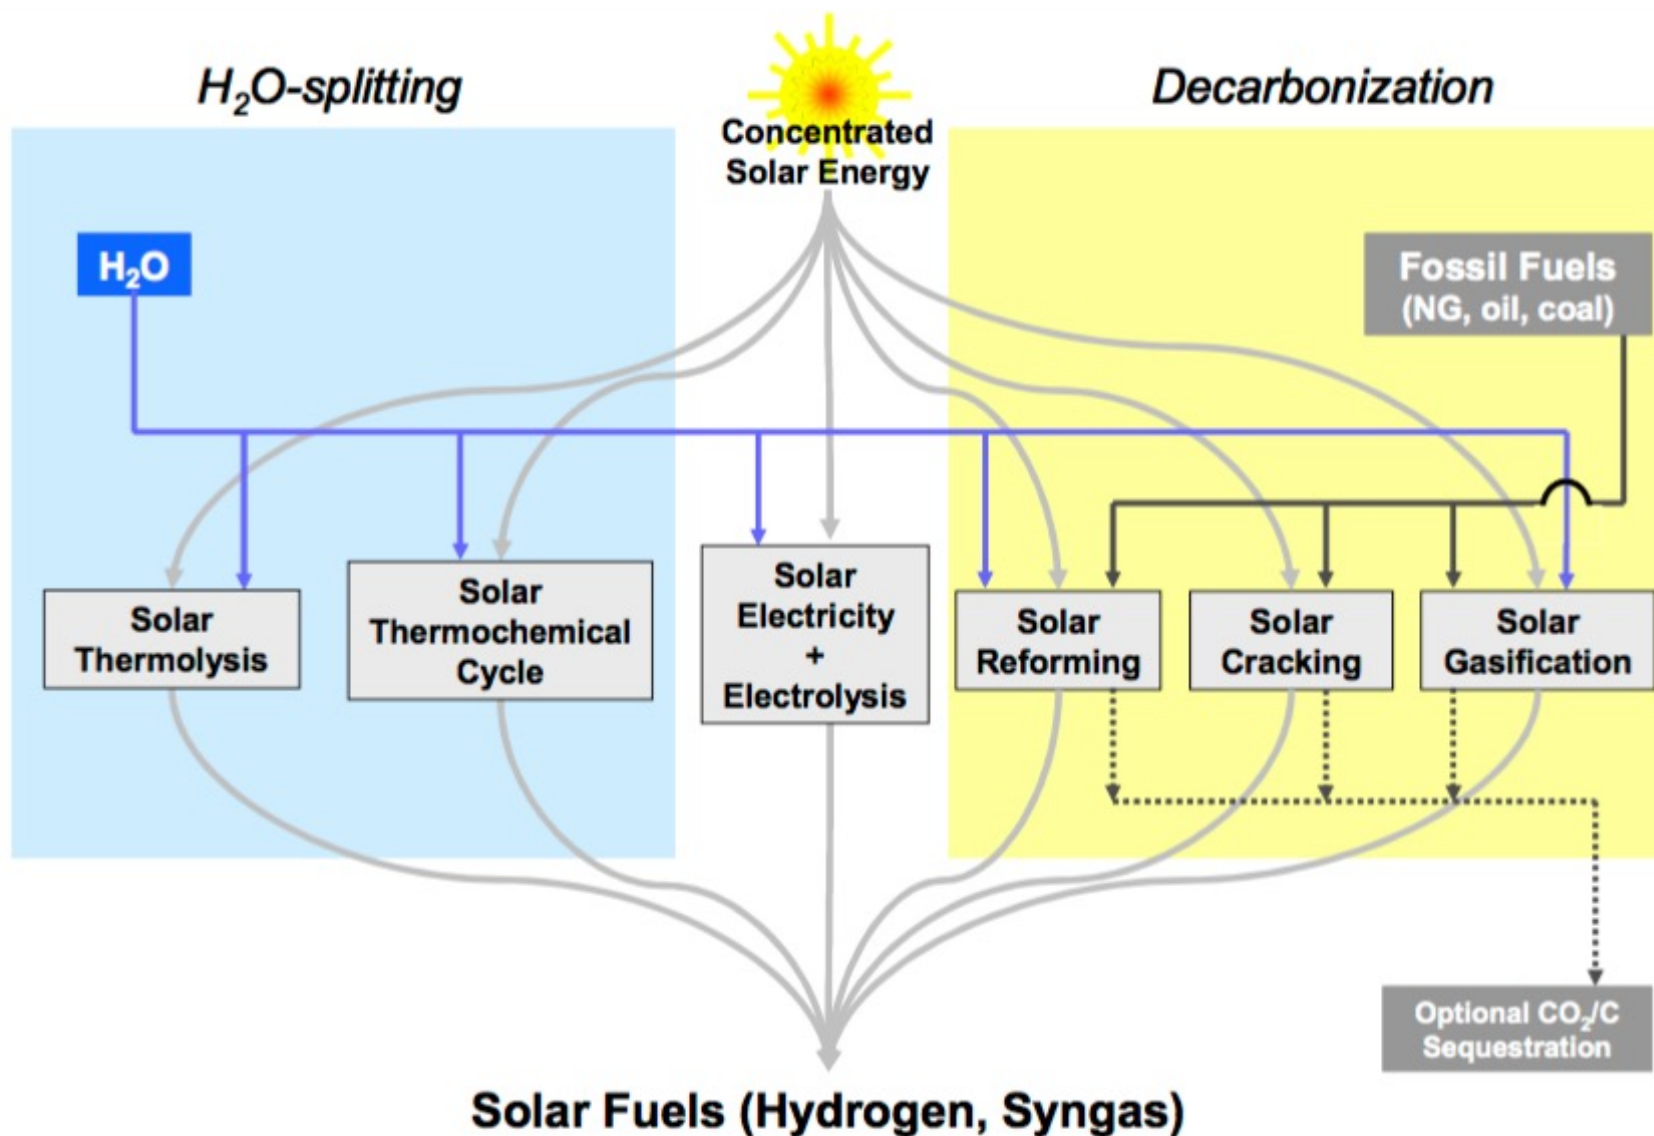 H₂O-splitting
Concentrated
Solar Energy
Decarbonization
H₂O
Fossil Fuels
(NG, oil, coal)
Solar
Thermolysis
Solar
Thermochemical
Cycle
Solar
Electricity
+
Electrolysis
Solar
Reforming
Solar
Cracking
Solar
Gasification
Optional CO₂/C
Sequestration
Solar Fuels (Hydrogen, Syngas)